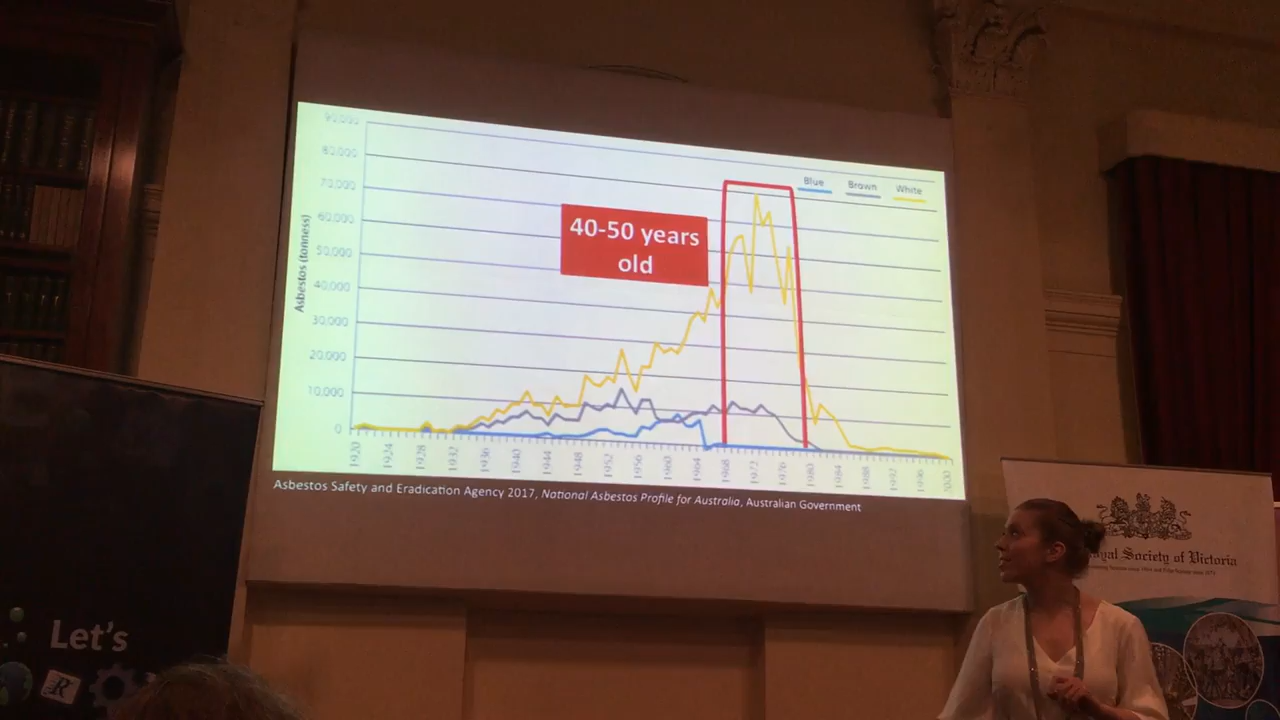 90,000
80,000
70,000
60,000
50,000
40,000
30,000
20,000
10,000
0
Asbestos (tonness)
Blue Brown White
40-50 years
old
1920 1924 1928 1932 1936 1940 1944 1948 1952 1956 1960 1964 1968 1972 1976 1980 1984 1988 1992 1996 2000
Asbestos Safety and Eradication Agency 2017, National Asbestos Profile for Australia, Australian Government
Let's
R
oyal Society of Victoria